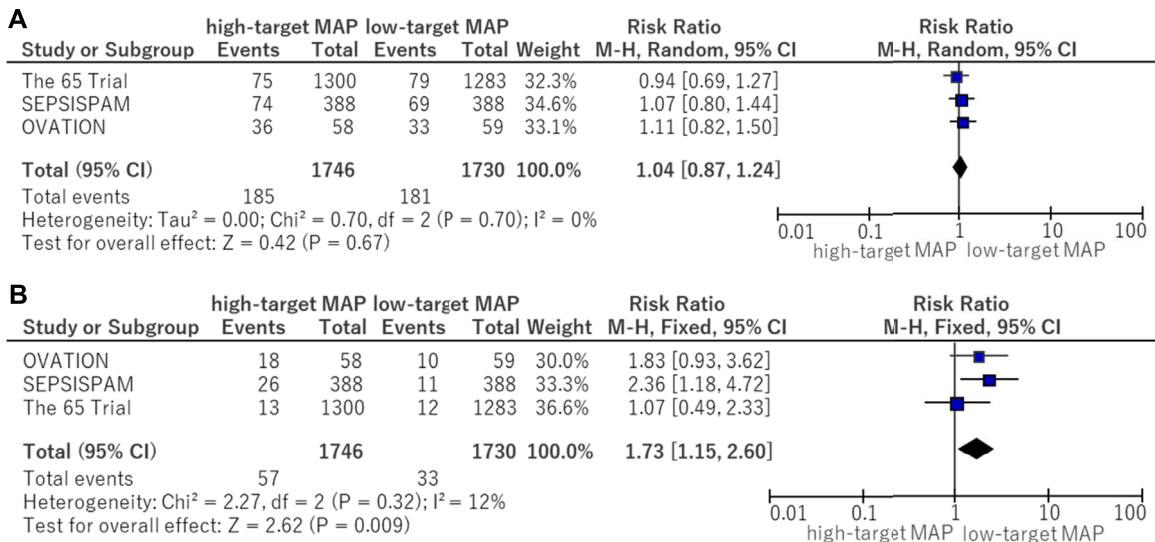 A
high-target MAP low-target MAP Risk Ratio Risk Ratio
Study or Subgroup Events Total Events Total Weight M-H, Random, 95% CI M-H, Random, 95% CI
The 65 Trial 75 1300 79 1283 32.3% 0.94 [0.69, 1.27]
SEPSISPAM 74 388 69 388 34.6% 1.07 [0.80, 1.44]
OVATION 36 58 33 59 33.1% 1.11 [0.82, 1.50]
Total (95% CI) 1746 1730 100.0% 1.04 [0.87, 1.24]
Total events 185 181
Heterogeneity: Tau² = 0.00; Chi² = 0.70, df = 2 (P = 0.70); I² = 0%
Test for overall effect: Z = 0.42 (P = 0.67)
0.01 0.1 1 10 100
high-target MAP low-target MAP
B
high-target MAP low-target MAP Risk Ratio Risk Ratio
Study or Subgroup Events Total Events Total Weight M-H, Fixed, 95% CI M-H, Fixed, 95% CI
OVATION 18 58 10 59 30.0% 1.83 [0.93, 3.62]
SEPSISPAM 26 388 11 388 33.3% 2.36 [1.18, 4.72]
The 65 Trial 13 1300 12 1283 36.6% 1.07 [0.49, 2.33]
Total (95% CI) 1746 1730 100.0% 1.73 [1.15, 2.60]
Total events 57 33
Heterogeneity: Chi² = 2.27, df = 2 (P = 0.32); I² = 12%
Test for overall effect: Z = 2.62 (P = 0.009)
0.01 0.1 1 10 100
high-target MAP low-target MAP